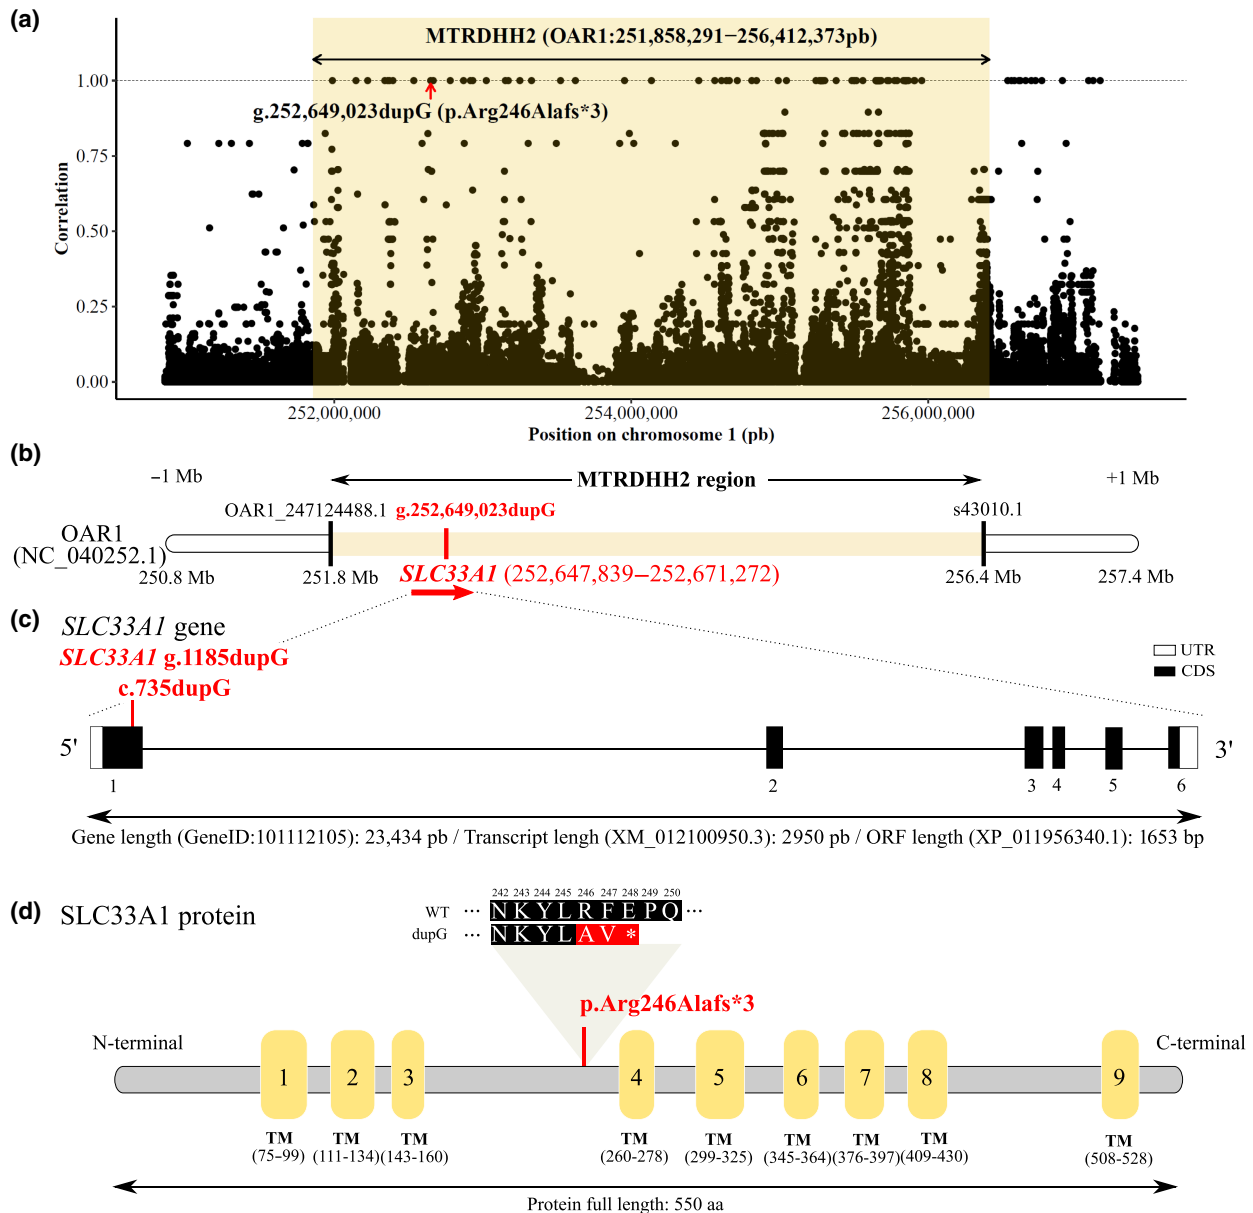 (a)
MTRDHH2 (OAR1:251,858,291−256,412,373pb)
1.00
g.252,649,023dupG (p.Arg246Alafs*3)
0.75
0.50
0.25
0.00
Correlation
252,000,000 254,000,000 256,000,000
Position on chromosome 1 (pb)
(b)
−1 Mb MTRDHH2 region +1 Mb
OAR1_247124488.1 g.252,649,023dupG s43010.1
OAR1
(NC_040252.1)
250.8 Mb 251.8 Mb SLC33A1 (252,647,839−252,671,272) 256.4 Mb 257.4 Mb
(c) SLC33A1 gene
SLC33A1 g.1185dupG
c.735dupG
UTR
CDS
5' 3'
1 2 3 4 5 6
Gene length (GeneID:101112105): 23,434 pb / Transcript lengh (XM_012100950.3): 2950 pb / ORF length (XP_011956340.1): 1653 bp
(d) SLC33A1 protein
242 243 244 245 246 247 248 249 250
WT ... N K Y L R F E P Q ...
dupG ... N K Y L A V *
p.Arg246Alafs*3
N-terminal C-terminal
1 2 3 4 5 6 7 8 9
TM TM TM TM TM TM TM TM TM
(75-99) (111-134) (143-160) (260-278) (299-325) (345-364) (376-397) (409-430) (508-528)
Protein full length: 550 aa